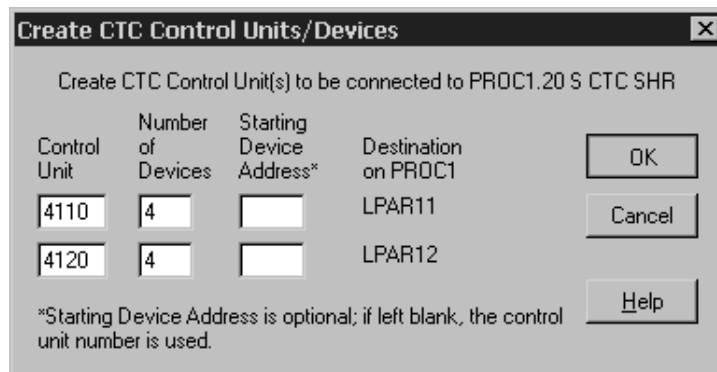 Create CTC Control Units/Devices
Create CTC Control Unit(s) to be connected to PROC1.20 S CTC SHR
Control Unit
Number of Devices
Starting Device Address*
Destination on PROC1
4110 4 LPAR11
4120 4 LPAR12
*Starting Device Address is optional; if left blank, the control
unit number is used.
OK
Cancel
Help